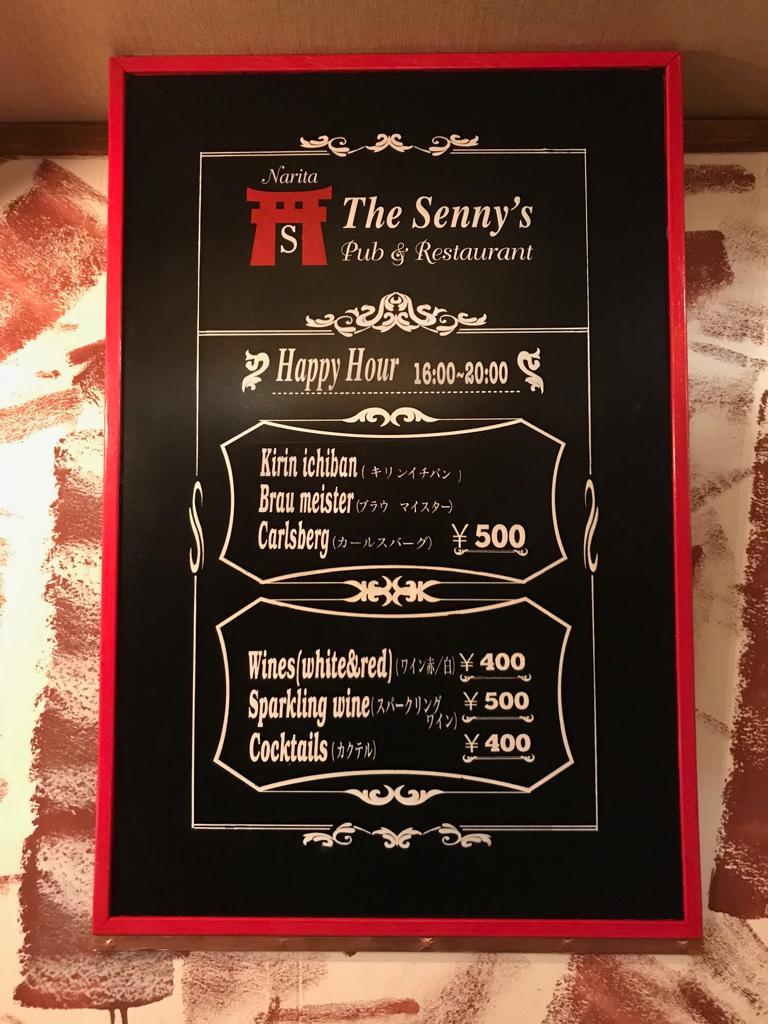 Narita
S
The Senny's
Pub & Restaurant
Happy Hour 16:00~20:00
Kirin ichiban ( キリンイチバン )
Brau meister (ブラウ マイスター)
Carlsberg (カールスバーグ) ¥500
Wines(white&red) (ワイン赤/白) ¥400
Sparkling wine (スパークリング ¥500
ワイン)
Cocktails (カクテル) ¥400